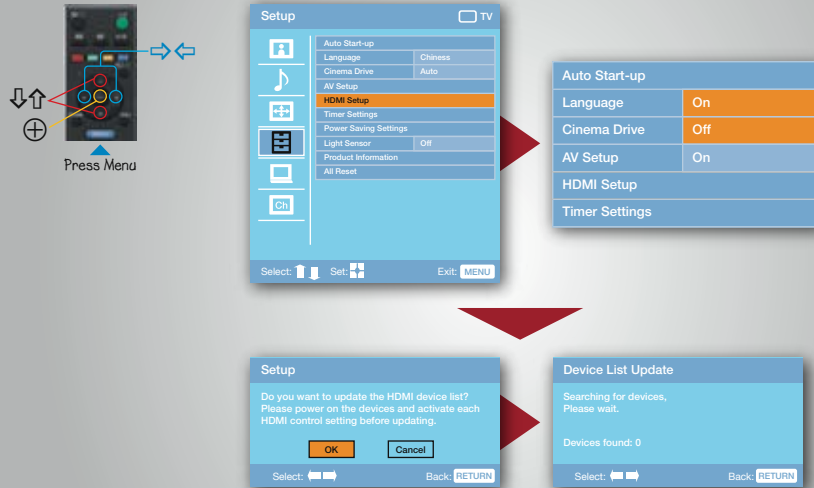 Press Menu
Setup TV
Auto Start-up
Language Chiness
Cinema Drive Auto
AV Setup
HDMI Setup
Timer Settings
Power Saving Settings
Light Sensor Off
Product Information
All Reset
Ch
Select: Set: Exit: MENU
Auto Start-up
Language On
Cinema Drive Off
AV Setup On
HDMI Setup
Timer Settings
Setup
Do you want to update the HDMI device list?
Please power on the devices and activate each
HDMI control setting before updating.
OK Cancel
Select: Back: RETURN
Device List Update
Searching for devices,
Please wait.
Devices found: 0
Select: Back: RETURN